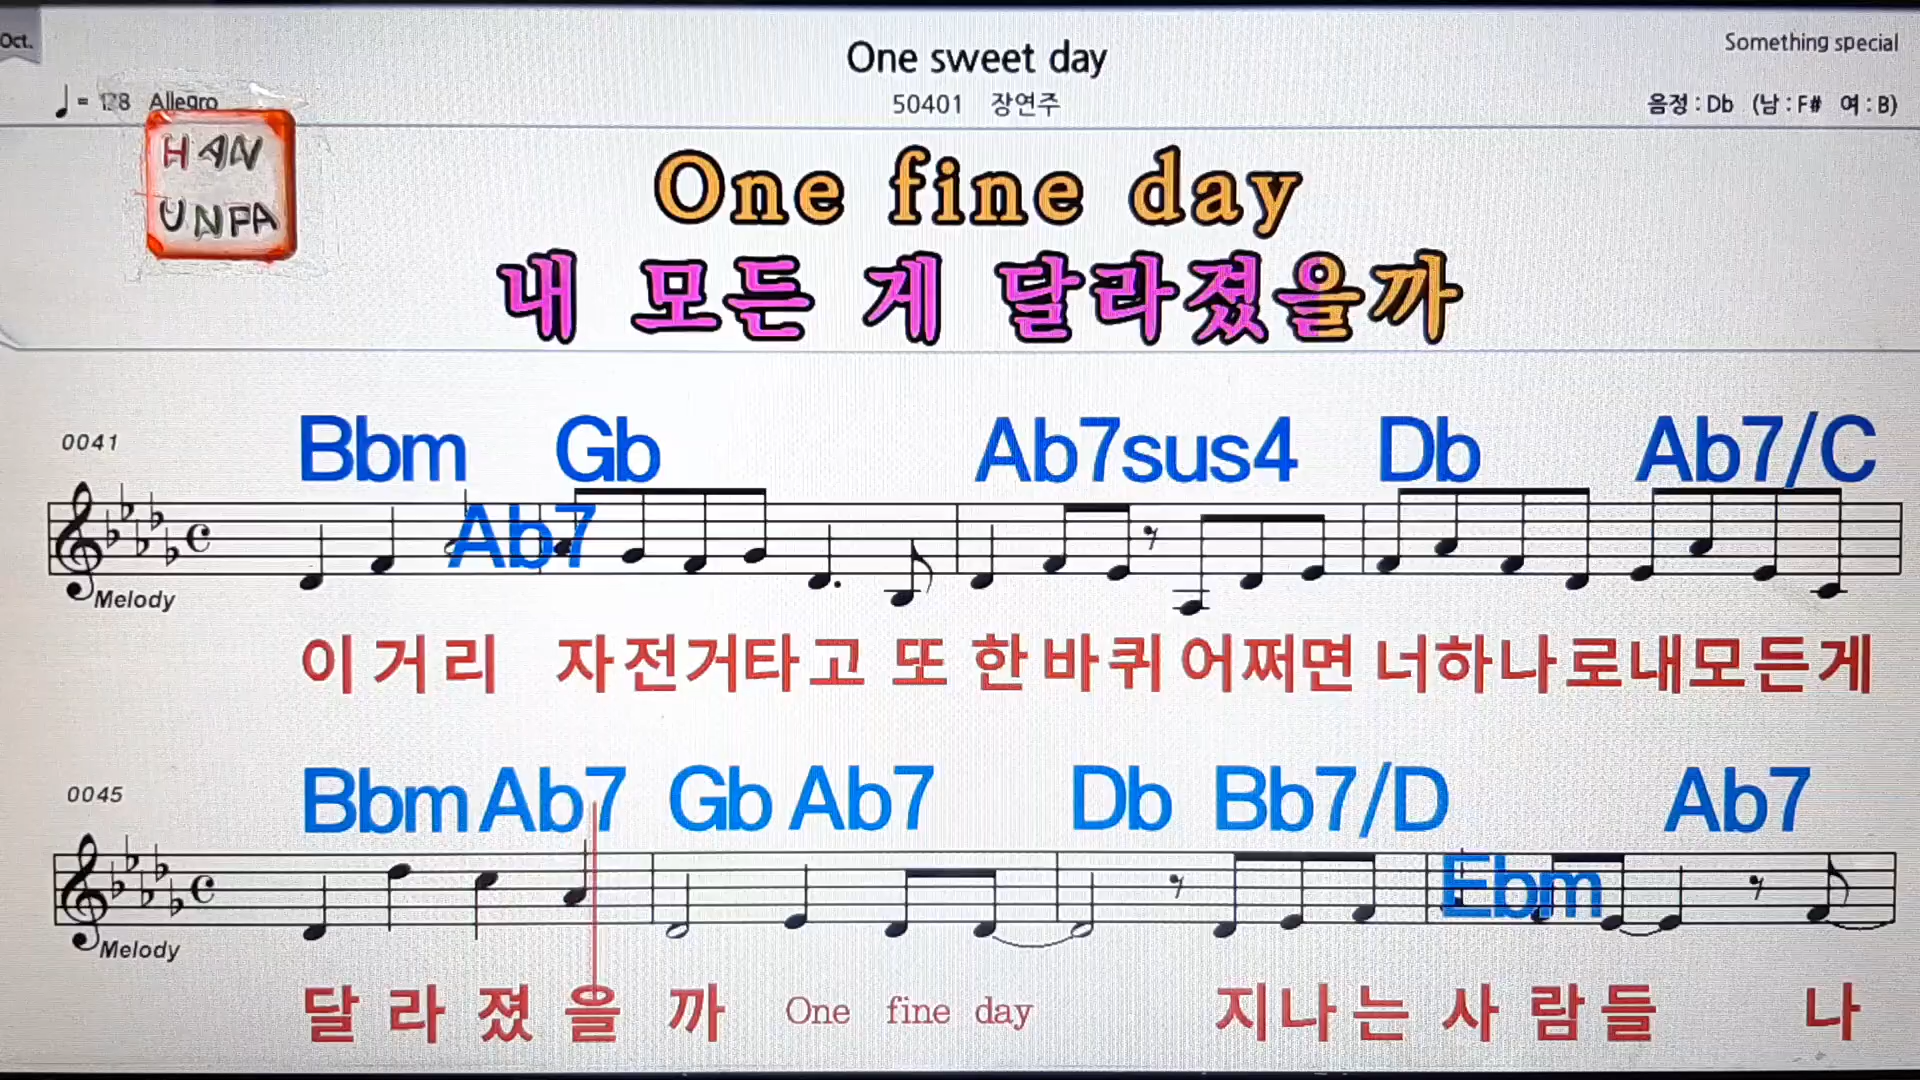 Oct.
One sweet day
Something special
= 128 Allegro
50401 장연주
음정 : Db (남 : F# 여 : B)
HAN
UNPA
One fine day
내 모든 게 달라졌을까
0041
Bbm Gb Ab7sus4 Db Ab7/C
Ab7
Melody
이 거 리 자 전 거 타 고 또 한 바 퀴 어 쩌 면 너 하 나 로 내 모 든 게
0045
Bbm Ab7 Gb Ab7 Db Bb7/D Ab7
Ebm
Melody
달 라 졌 을 까 One fine day 지 나 는 사 람 들 나